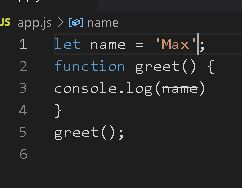 JS app.js > name
1 let name = 'Max';
2 function greet() {
3 console.log(name)
4 }
5 greet();
6